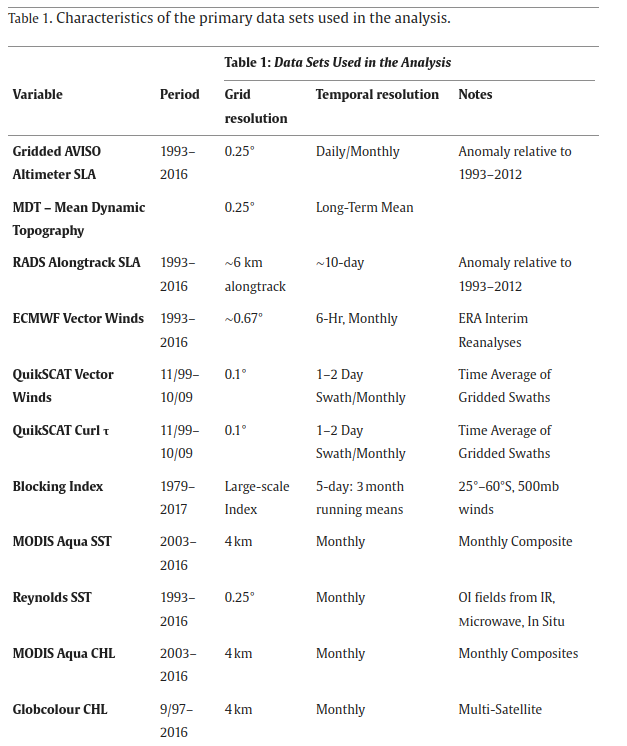 Table 1. Characteristics of the primary data sets used in the analysis.
Table 1: Data Sets Used in the Analysis
Variable Period Grid resolution Temporal resolution Notes
Gridded AVISO Altimeter SLA 1993–2016 0.25° Daily/Monthly Anomaly relative to 1993–2012
MDT – Mean Dynamic Topography 0.25° Long-Term Mean
RADS Alongtrack SLA 1993–2016 ~6 km alongtrack ~10-day Anomaly relative to 1993–2012
ECMWF Vector Winds 1993–2016 ~0.67° 6-Hr, Monthly ERA Interim Reanalyses
QuikSCAT Vector Winds 11/99–10/09 0.1° 1–2 Day Swath/Monthly Time Average of Gridded Swaths
QuikSCAT Curl τ 11/99–10/09 0.1° 1–2 Day Swath/Monthly Time Average of Gridded Swaths
Blocking Index 1979–2017 Large-scale Index 5-day: 3 month running means 25°–60°S, 500mb winds
MODIS Aqua SST 2003–2016 4 km Monthly Monthly Composite
Reynolds SST 1993–2016 0.25° Monthly OI fields from IR, Microwave, In Situ
MODIS Aqua CHL 2003–2016 4 km Monthly Monthly Composites
Globcolour CHL 9/97–2016 4 km Monthly Multi-Satellite